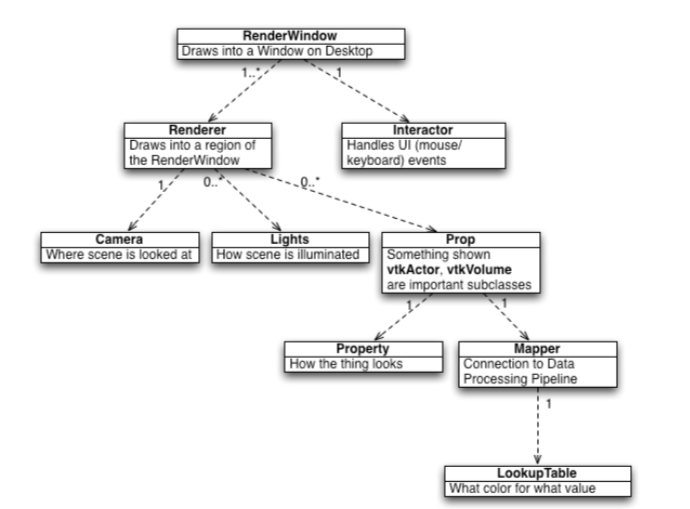 RenderWindow
Draws into a Window on Desktop
1..*
1
Renderer
Draws into a region of
the RenderWindow
Interactor
Handles UI (mouse/
keyboard) events
1
0..*
0..*
Camera
Where scene is looked at
Lights
How scene is illuminated
Prop
Something shown
vtkActor, vtkVolume
are important subclasses
1
1
Property
How the thing looks
Mapper
Connection to Data
Processing Pipeline
1
LookupTable
What color for what value